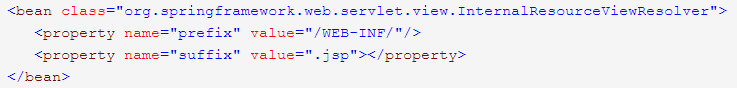 <bean class="org.springframework.web.servlet.view.InternalResourceViewResolver">
<property name="prefix" value="/WEB-INF/"/>
<property name="suffix" value=".jsp"></property>
</bean>